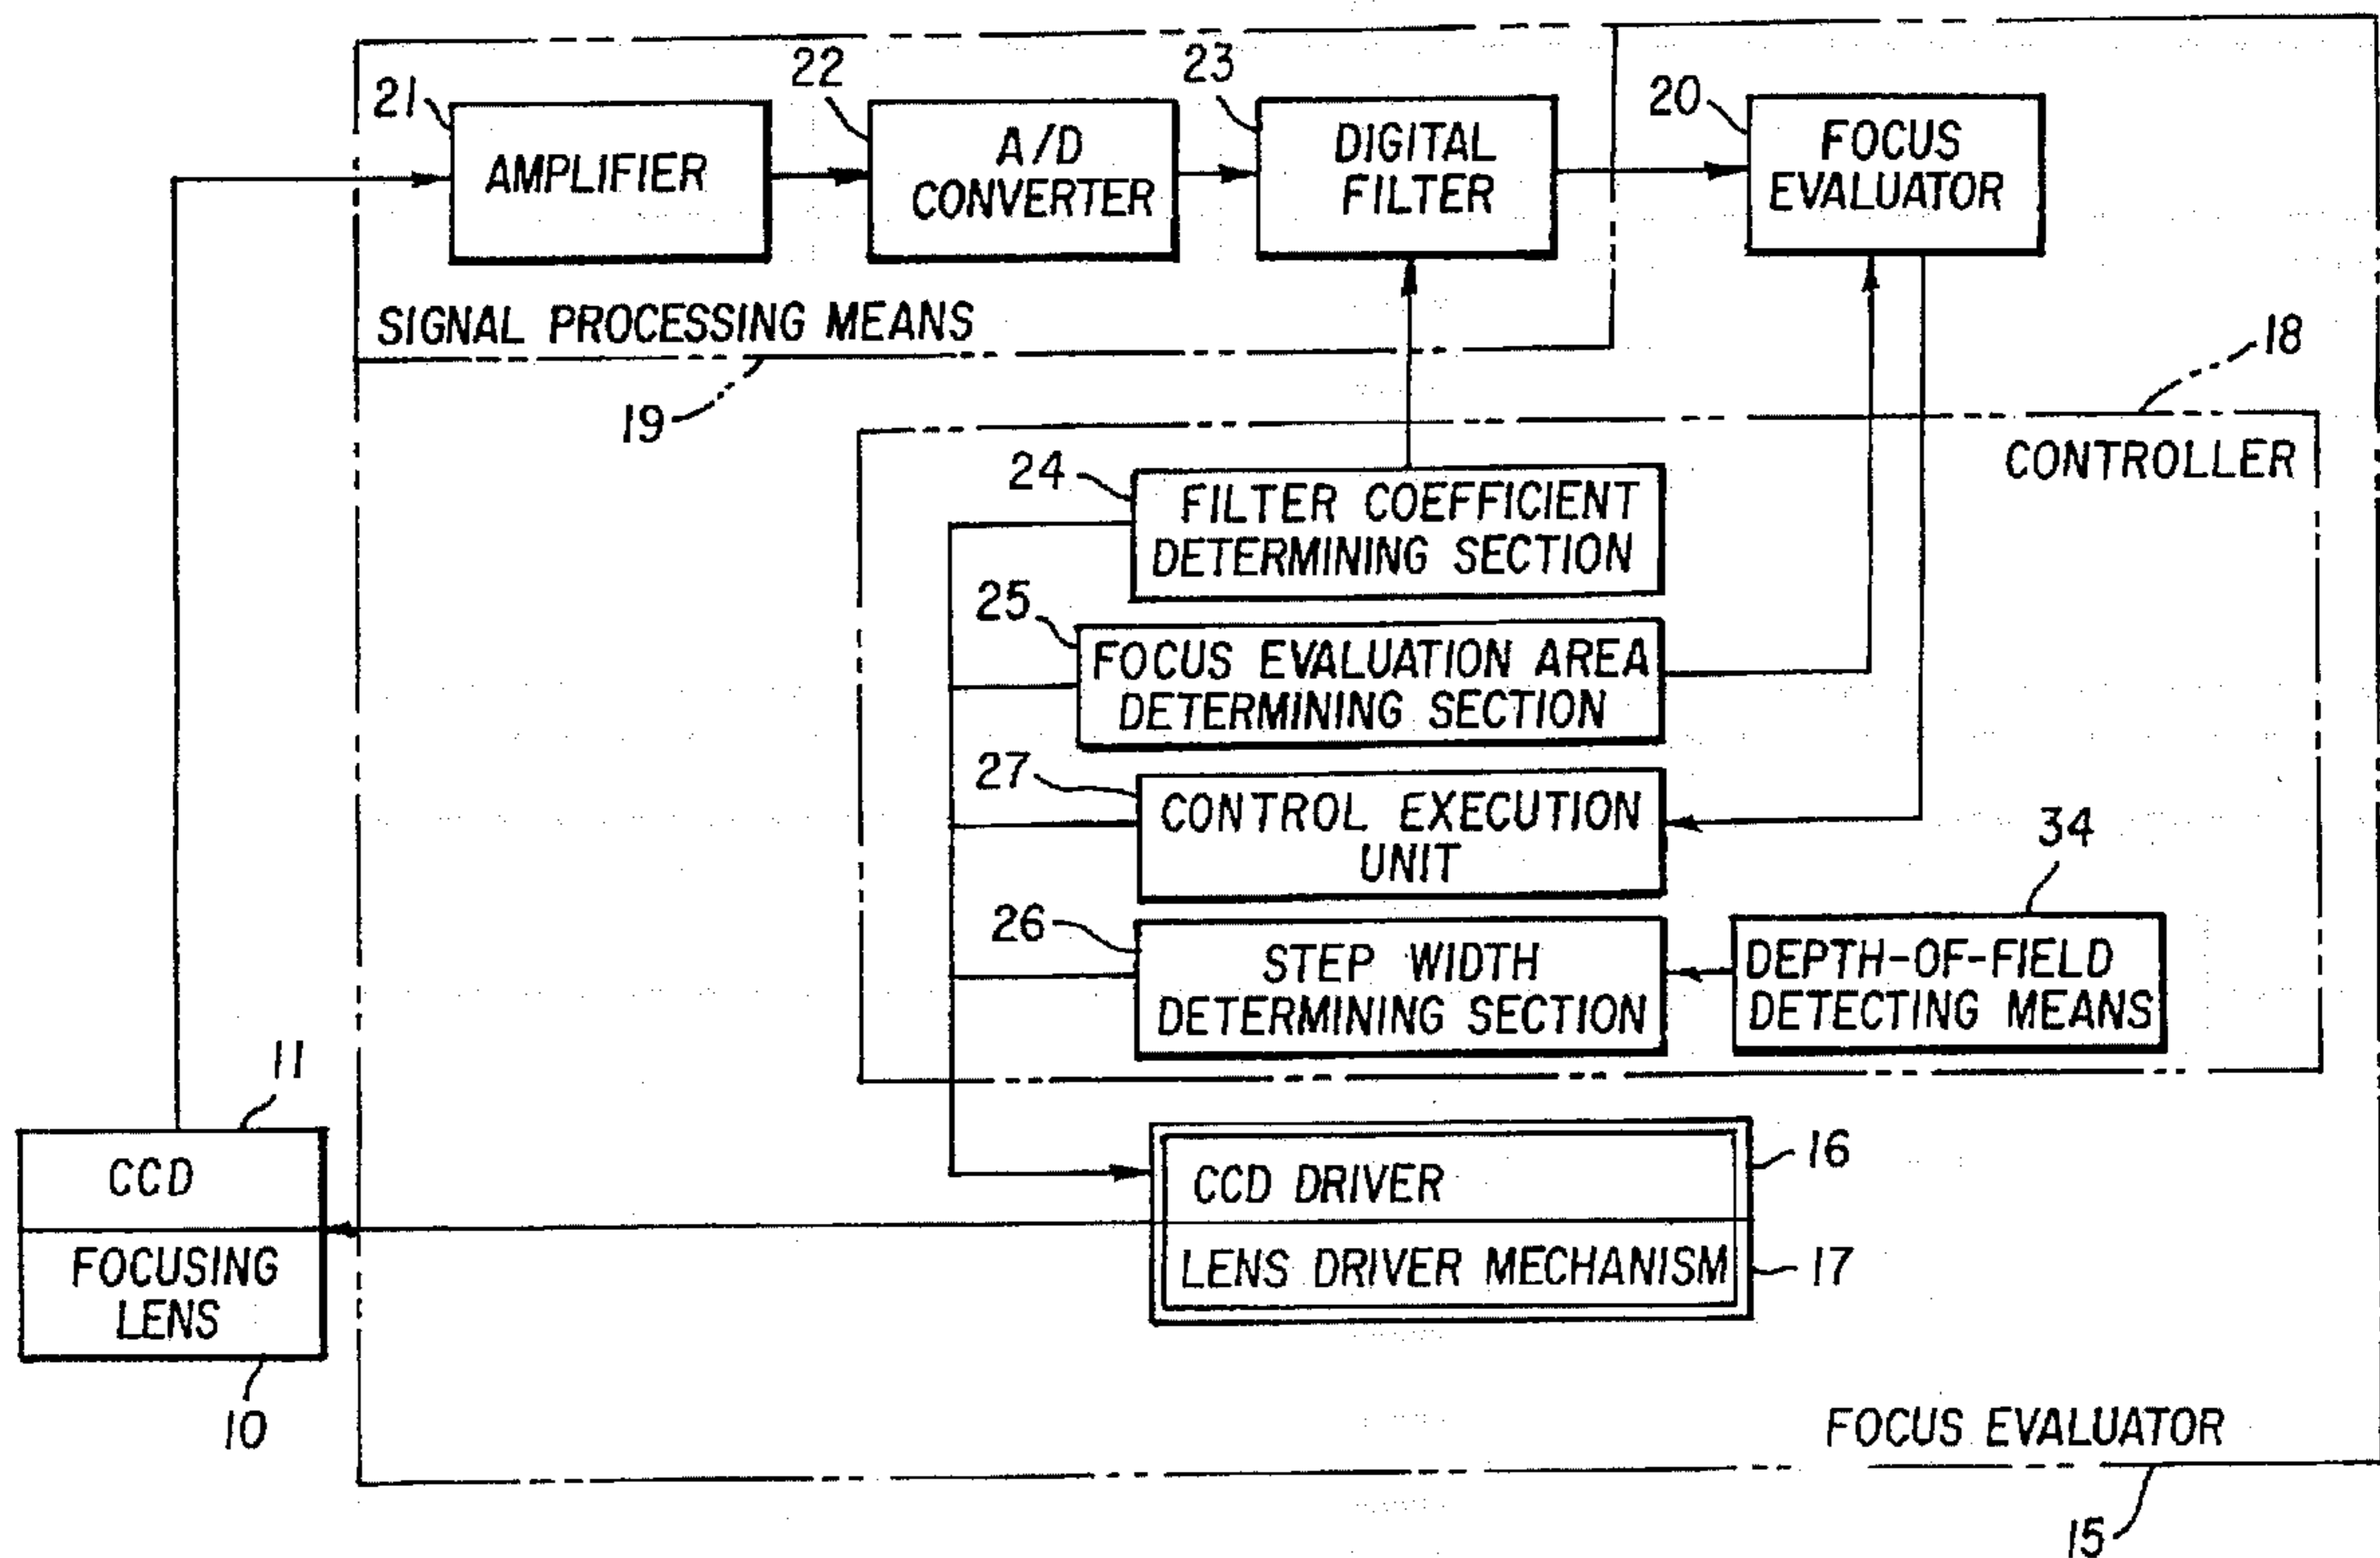 21
22
23
20
AMPLIFIER
A/D
CONVERTER
DIGITAL
FILTER
FOCUS
EVALUATOR
SIGNAL PROCESSING MEANS
19
18
CONTROLLER
24
FILTER COEFFICIENT
DETERMINING SECTION
25
FOCUS EVALUATION AREA
DETERMINING SECTION
27
CONTROL EXECUTION
UNIT
34
26
STEP WIDTH
DETERMINING SECTION
DEPTH-OF-FIELD
DETECTING MEANS
11
CCD
FOCUSING
LENS
10
CCD DRIVER
16
LENS DRIVER MECHANISM
17
FOCUS EVALUATOR
15